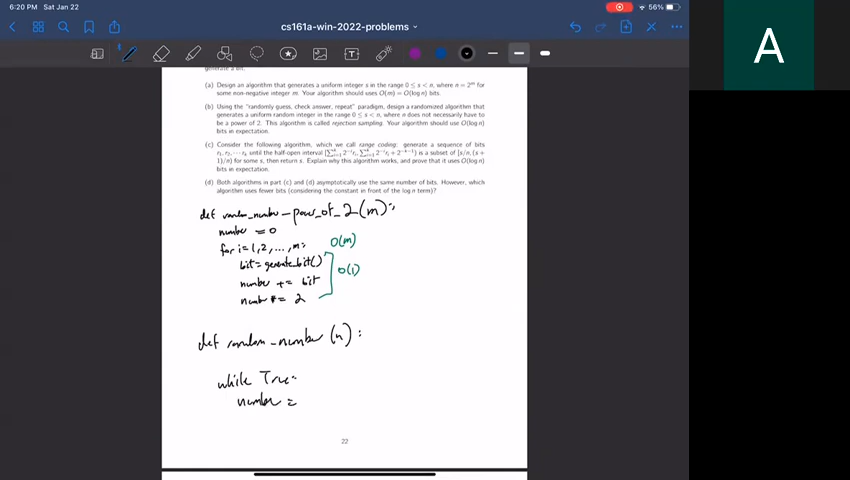 6:20 PM Sat Jan 22
56%
cs161a-win-2022-problems
generate a bit.
(a) Design an algorithm that generates a uniform integer s in the range 0 ≤ s < n, where n = 2^m for
some non-negative integer m. Your algorithm should uses O(m) = O(log n) bits.
(b) Using the "randomly guess, check answer, repeat" paradigm, design a randomized algorithm that
generates a uniform random integer in the range 0 ≤ s < n, where n does not necessarily have to
be a power of 2. This algorithm is called rejection sampling. Your algorithm should use O(log n)
bits in expectation.
(c) Consider the following algorithm, which we call range coding: generate a sequence of bits
until the half-open interval is a subset of [s/n, (s +
1)/n) for some s, then return s. Explain why this algorithm works, and prove that it uses O(log n)
bits in expectation.
(d) Both algorithms in part (c) and (d) asymptotically use the same number of bits. However, which
algorithm uses fewer bits (considering the constant in front of the log n term)?
def random_number_power_of_2(m):
number = 0
for i=1,2,...,m: O(m)
bit=generate_bit()
number += bit O(1)
number *= 2
def random_number(n):
while True:
number =
22
A